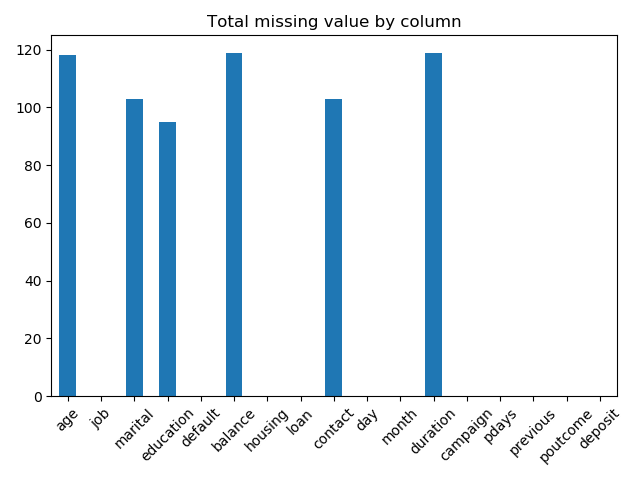 Total missing value by column
120
100
80
60
40
20
0
age
job
marital
education
default
balance
housing
loan
contact
day
month
duration
campaign
pdays
previous
poutcome
deposit